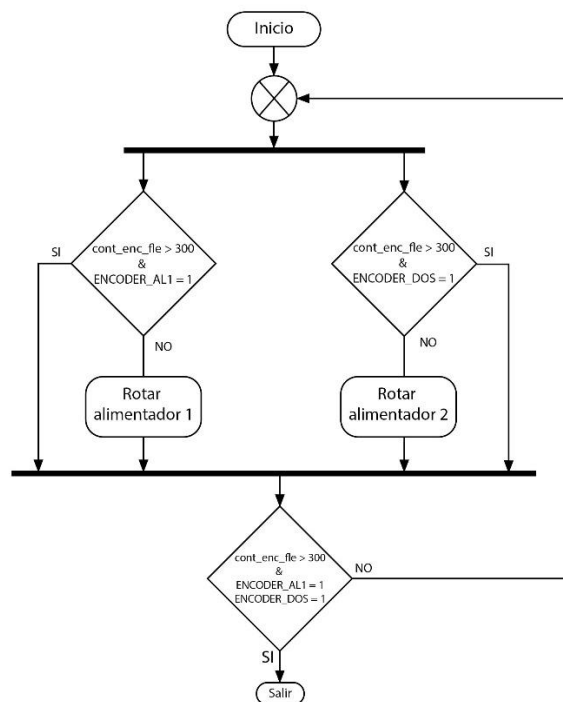 Inicio
cont_enc_fle > 300
&
ENCODER_AL1 = 1
SI
NO
Rotar
alimentador 1
cont_enc_fle > 300
&
ENCODER_DOS = 1
SI
NO
Rotar
alimentador 2
cont_enc_fle > 300
&
ENCODER_AL1 = 1
ENCODER_DOS = 1
NO
SI
Salir